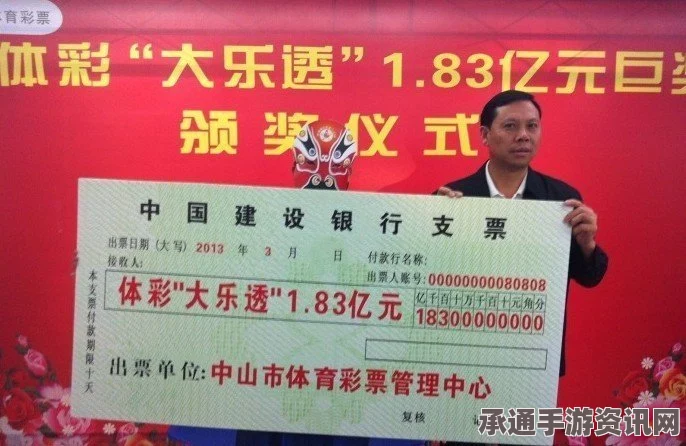 体育彩票
体彩“大乐透”1.83亿元巨奖
颁奖仪式
中国建设银行支票
出票日期(大写) 2013 年 3 月 日 付款行名称:
接收人: 出票人账号: 00000000080808
体彩"大乐透"1.83亿元
亿千百十万千百十元角分
18300000000
本支票付款期限十天
出票单位: 中山市体育彩票管理中心
复核
承通手游资讯网